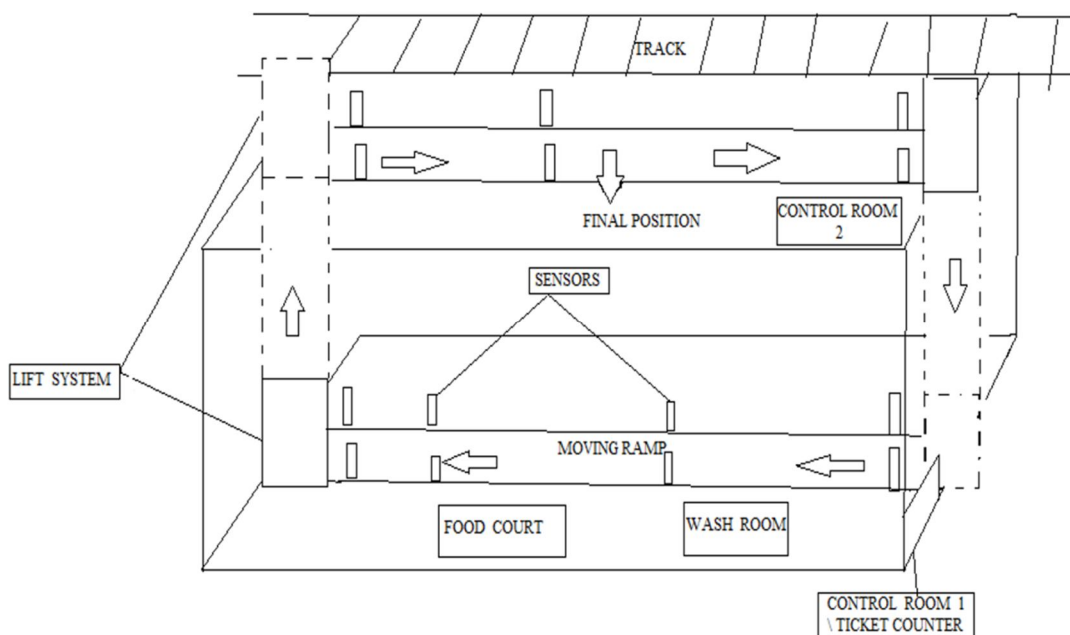 TRACK
FINAL POSITION
CONTROL ROOM
2
SENSORS
LIFT SYSTEM
MOVING RAMP
FOOD COURT
WASH ROOM
CONTROL ROOM 1
\ TICKET COUNTER